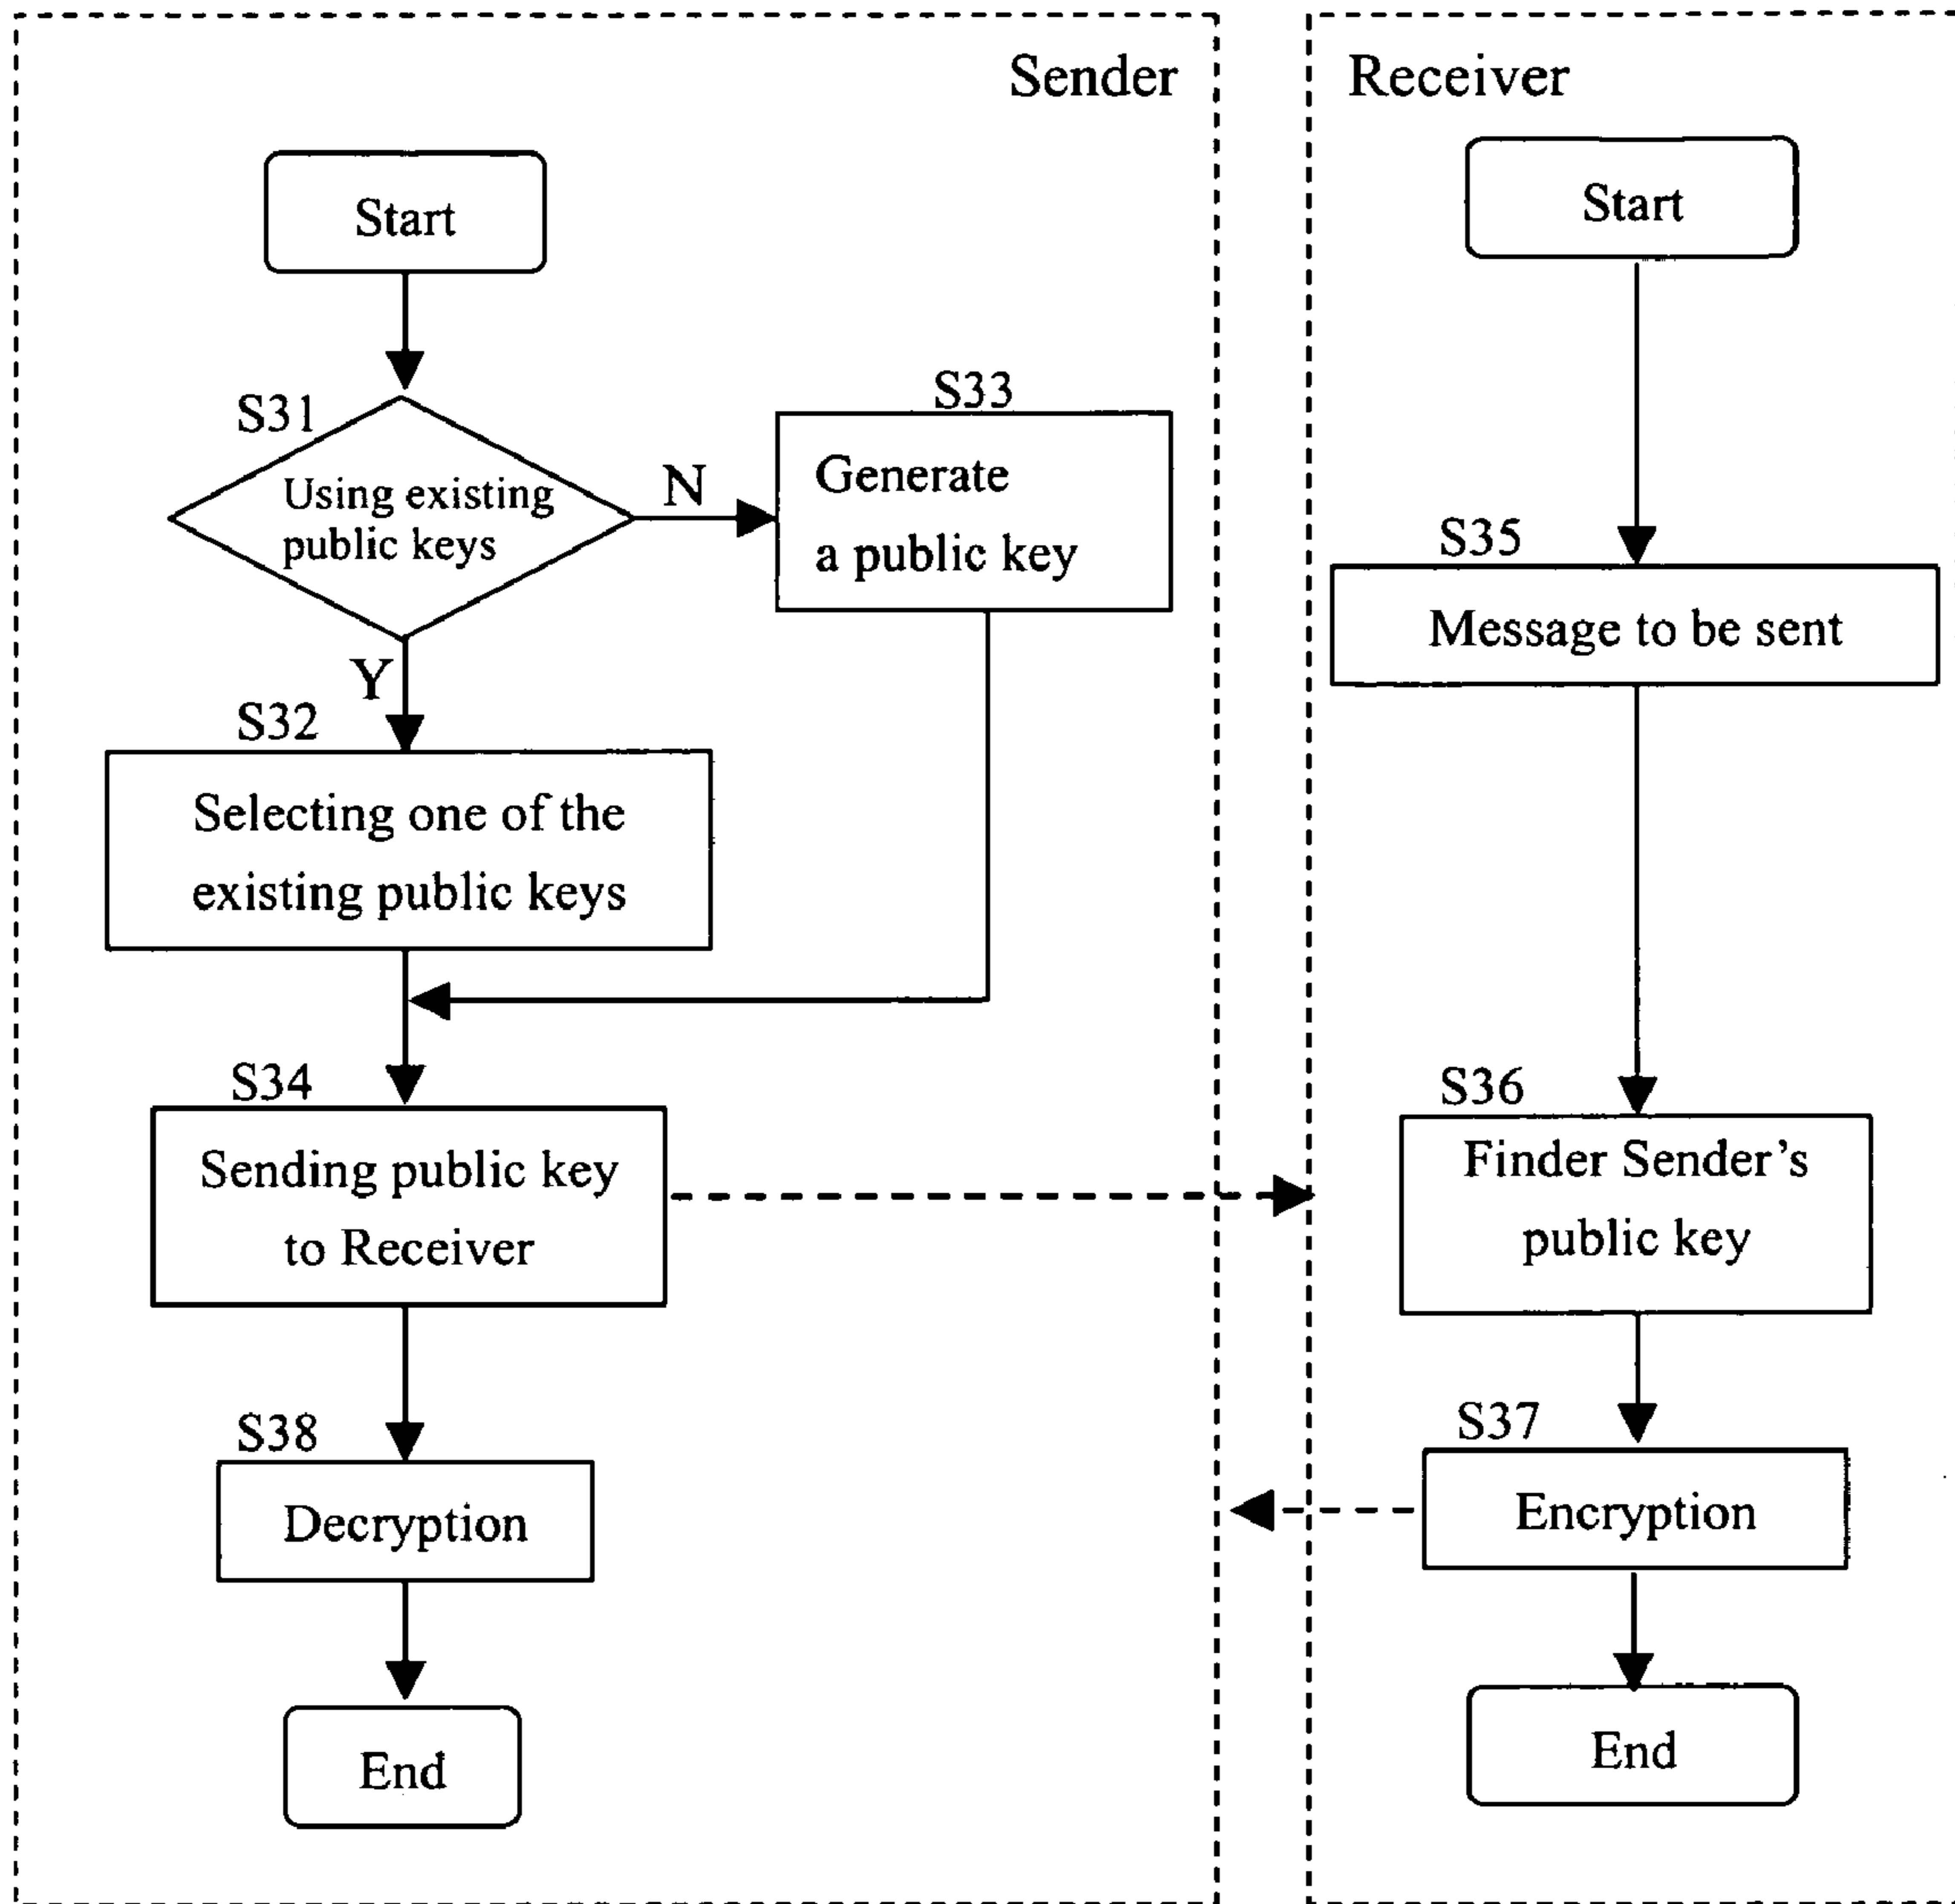 Sender
Start
S31
Using existing
public keys
N
S33
Generate
a public key
Y
S32
Selecting one of the
existing public keys
S34
Sending public key
to Receiver
S38
Decryption
End
Receiver
Start
S35
Message to be sent
S36
Finder Sender's
public key
S37
Encryption
End